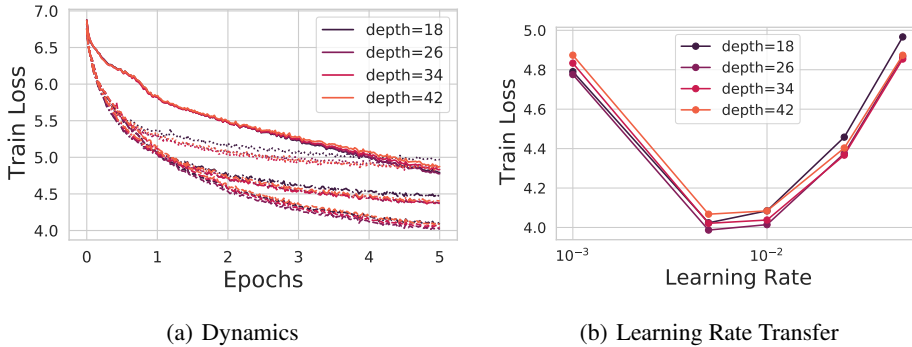 7.0
6.5
6.0
5.5
5.0
4.5
4.0
Train Loss
0 1 2 3 4 5
Epochs
depth=18
depth=26
depth=34
depth=42
(a) Dynamics
5.0
4.8
4.6
4.4
4.2
4.0
Train Loss
10⁻³ 10⁻²
Learning Rate
depth=18
depth=26
depth=34
depth=42
(b) Learning Rate Transfer